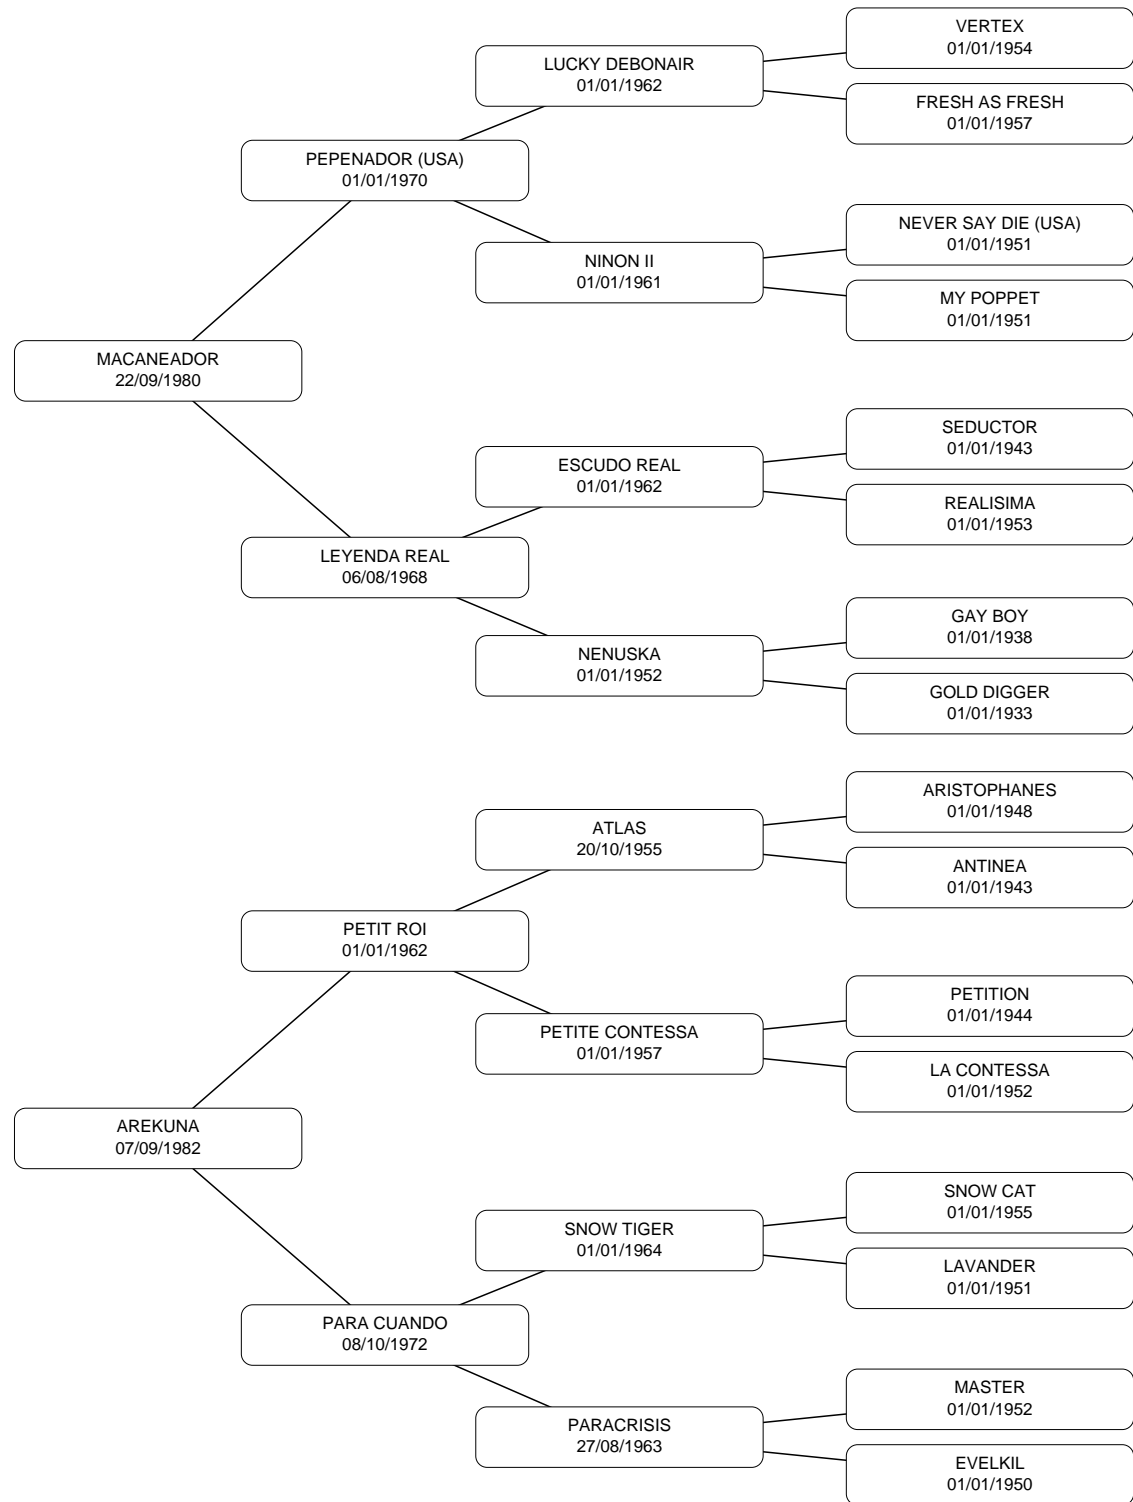 VERTEX
01/01/1954
LUCKY DEBONAIR
01/01/1962
FRESH AS FRESH
01/01/1957
PEPENADOR (USA)
01/01/1970
NEVER SAY DIE (USA)
01/01/1951
NINON II
01/01/1961
MY POPPET
01/01/1951
MACANEADOR
22/09/1980
SEDUCTOR
01/01/1943
ESCUDO REAL
01/01/1962
REALISIMA
01/01/1953
LEYENDA REAL
06/08/1968
GAY BOY
01/01/1938
NENUSKA
01/01/1952
GOLD DIGGER
01/01/1933
ARISTOPHANES
01/01/1948
ATLAS
20/10/1955
ANTINEA
01/01/1943
PETIT ROI
01/01/1962
PETITION
01/01/1944
PETITE CONTESSA
01/01/1957
LA CONTESSA
01/01/1952
AREKUNA
07/09/1982
SNOW CAT
01/01/1955
SNOW TIGER
01/01/1964
LAVANDER
01/01/1951
PARA CUANDO
08/10/1972
MASTER
01/01/1952
PARACRISIS
27/08/1963
EVELKIL
01/01/1950